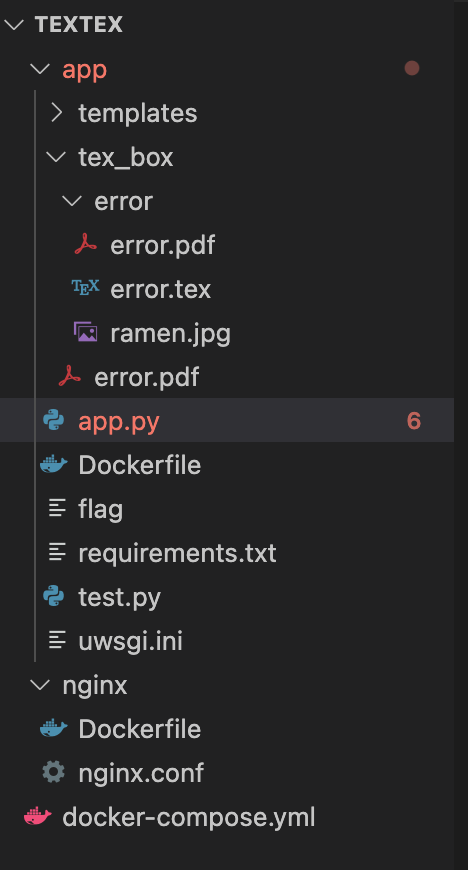 TEXTEX
app
templates
tex_box
error
error.pdf
TEX error.tex
ramen.jpg
error.pdf
app.py 6
Dockerfile
flag
requirements.txt
test.py
uwsgi.ini
nginx
Dockerfile
nginx.conf
docker-compose.yml